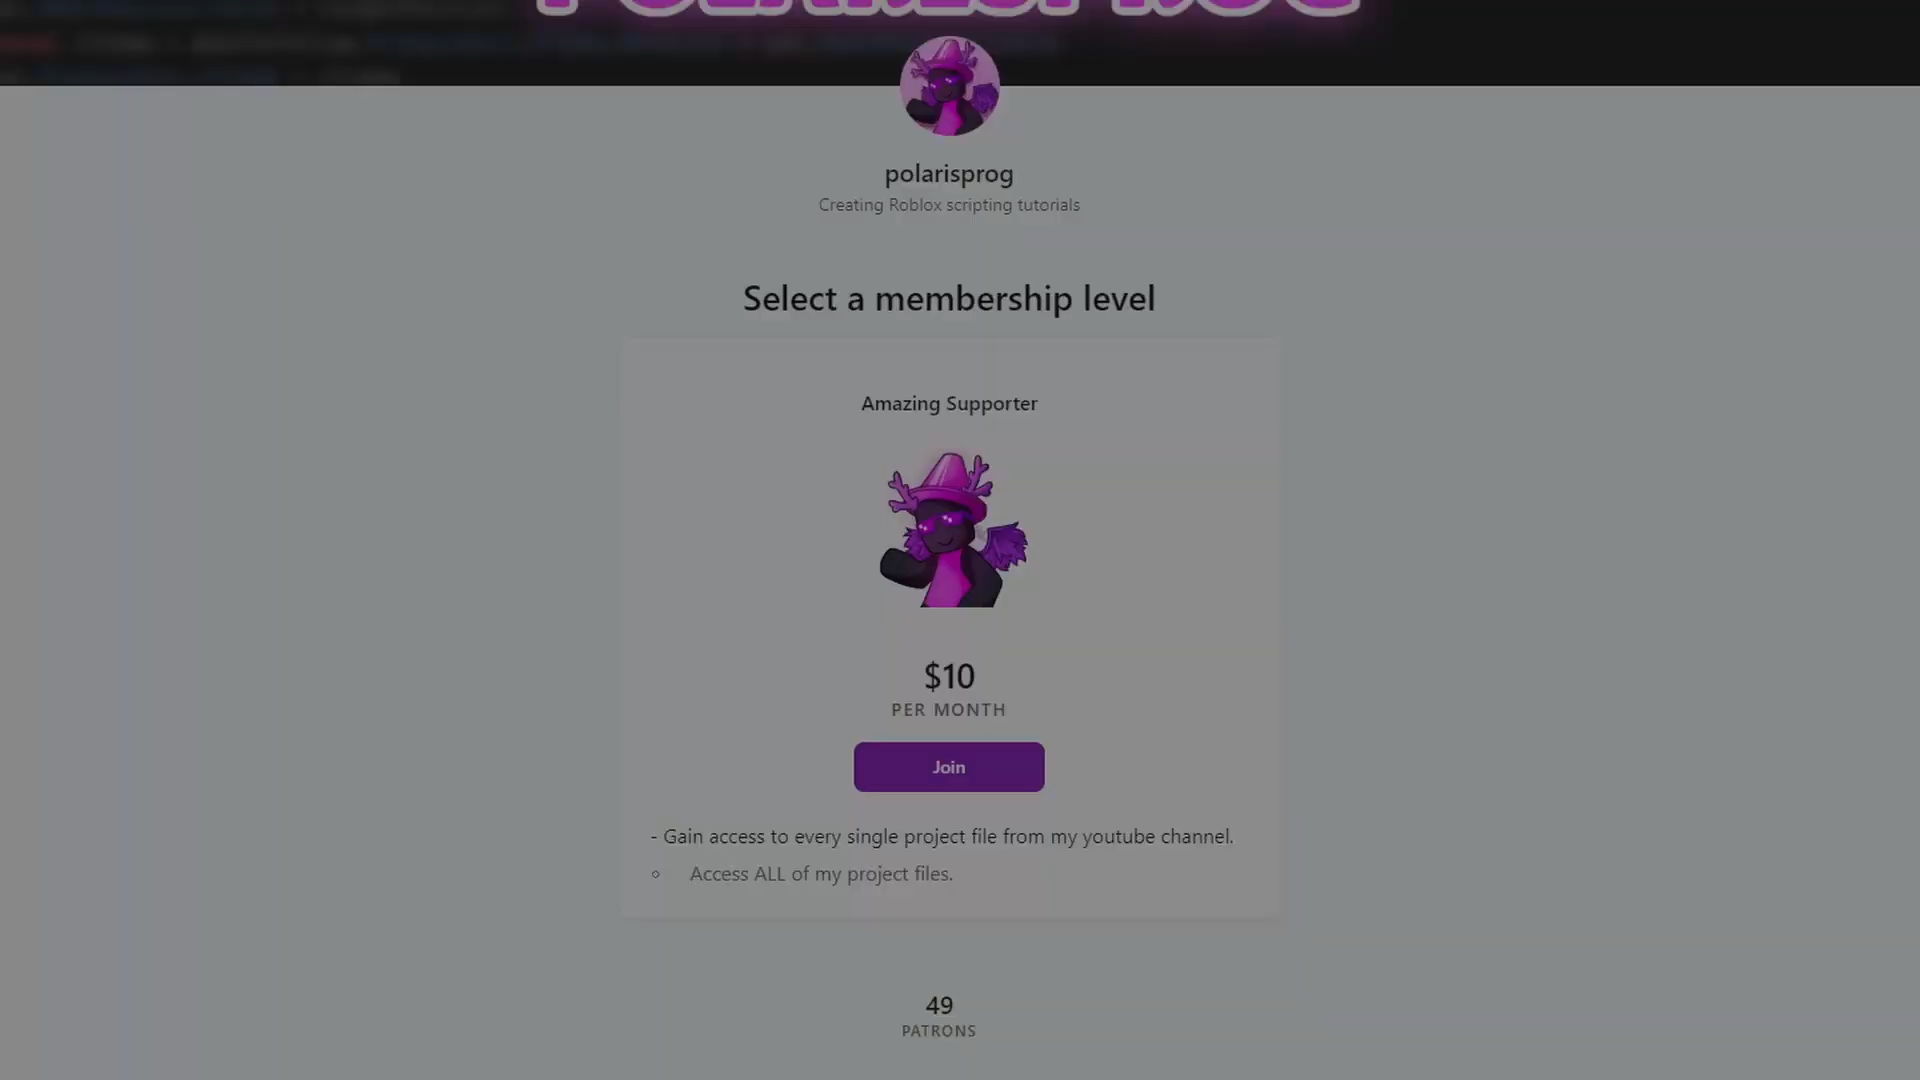 polarisprog
Creating Roblox scripting tutorials
Select a membership level
Amazing Supporter
$10
PER MONTH
Join
- Gain access to every single project file from my youtube channel.
◦ Access ALL of my project files.
49
PATRONS